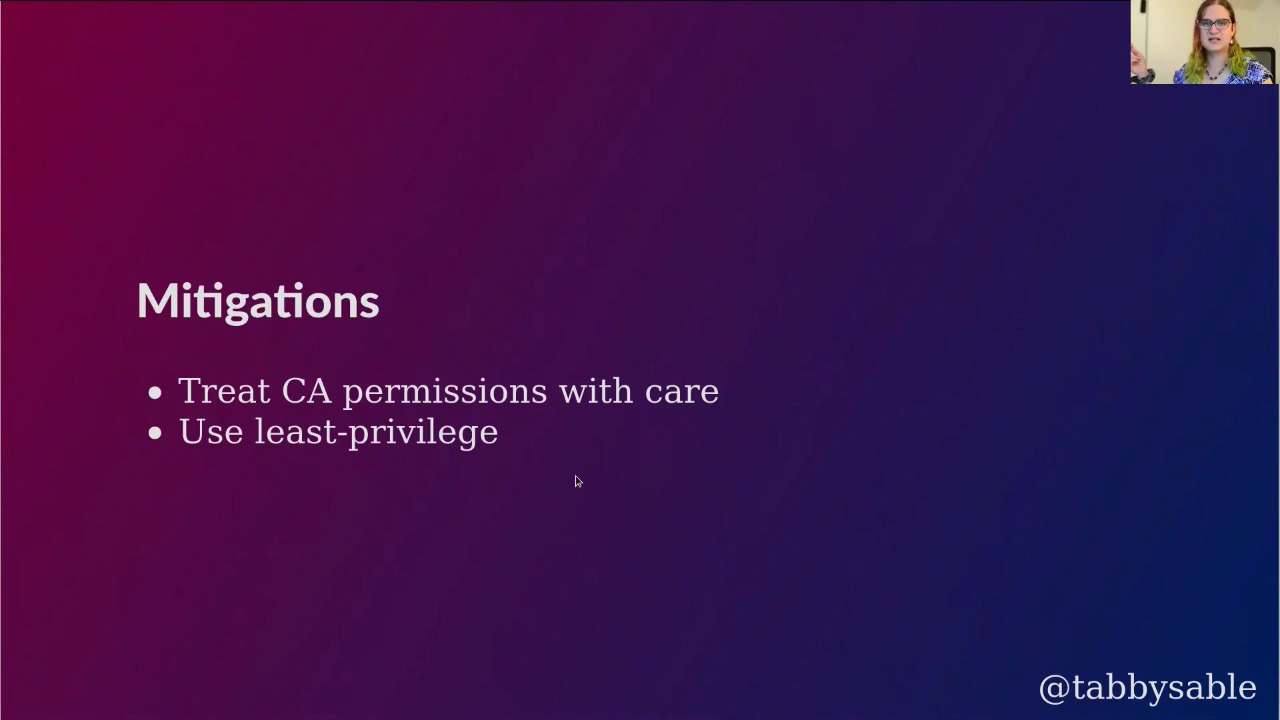 Mitigations
Treat CA permissions with care
Use least-privilege
@tabbysable